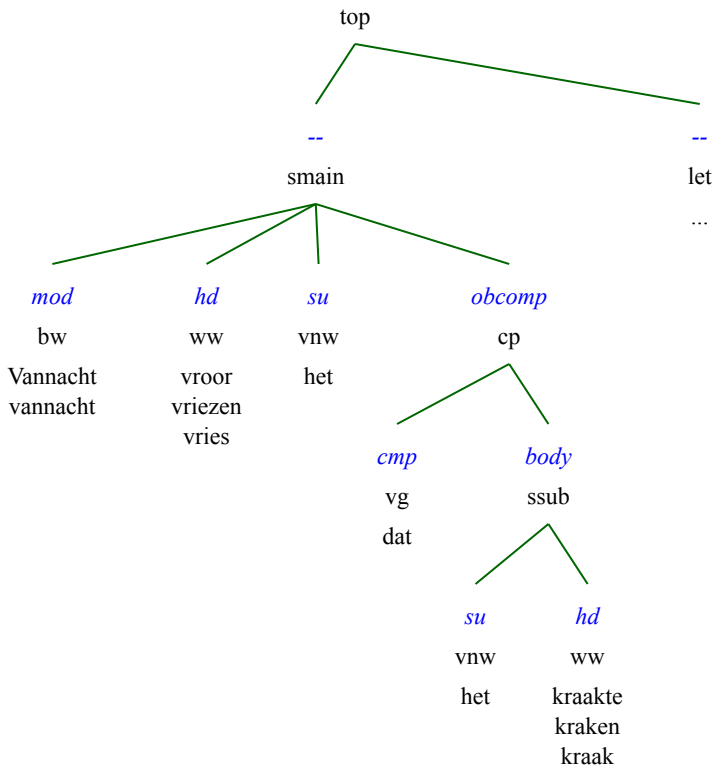 top
-- --
smain let
...
mod hd su obcomp
bw ww vnw cp
Vannacht vroor het
vannacht vriezen
vries
cmp body
vg ssub
dat
su hd
vnw ww
het kraakte
kraken
kraak